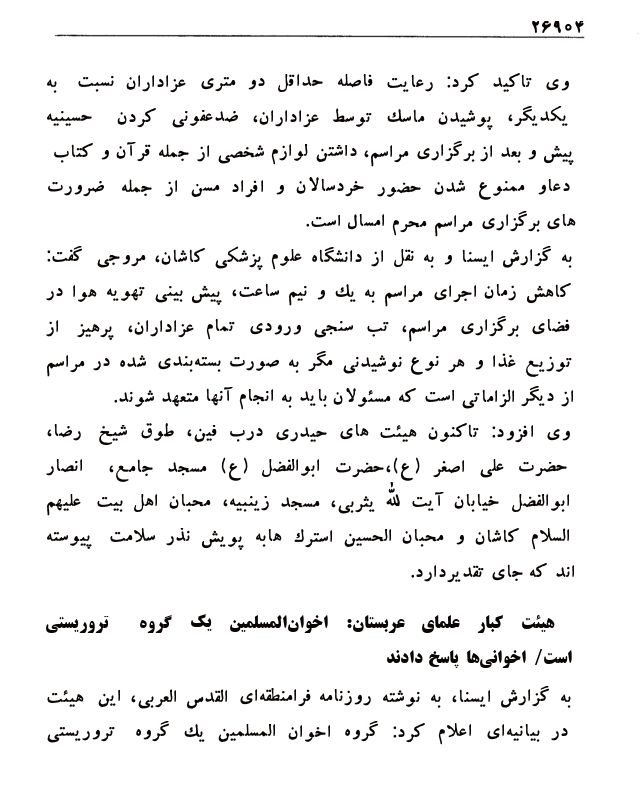 ۲۶۹۰۴
وی تاکید کرد: رعایت فاصله حداقل دو متری عزاداران نسبت به
یکدیگر، پوشیدن ماسك توسط عزاداران، ضدعفونی کردن حسینیه
پیش و بعد از برگزاری مراسم، داشتن لوازم شخصی از جمله قرآن و کتاب
دعاو ممنوع شدن حضور خردسالان و افراد مسن از جمله ضرورت
های برگزاری مراسم محرم امسال است.
به گزارش ایسنا و به نقل از دانشگاه علوم پزشکی کاشان، مروجی گفت:
کاهش زمان اجرای مراسم به یك و نیم ساعت، پیش بینی تهویه هوا در
فضای برگزاری مراسم، تب سنجی ورودی تمام عزاداران، پرهیز از
توزیع غذا و هر نوع نوشیدنی مگر به صورت بسته‌بندی شده در مراسم
از دیگر الزاماتی است که مسئولان باید به انجام آنها متعهد شوند.
وی افزود: تاکنون هیئت های حیدری درب فین، طوق شیخ رضا،
حضرت علی اصغر (ع)،حضرت ابوالفضل (ع) مسجد جامع، انصار
ابوالفضل خیابان آیت الله یثربی، مسجد زینبیه، محبان اهل بیت علیهم
السلام کاشان و محبان الحسین استرك هابه پویش نذر سلامت پیوسته
اند که جای تقدیردارد.
هیئت کبار علمای عربستان: اخوان‌المسلمین یک گروه تروریستی
است/ اخوانی‌ها پاسخ دادند
به گزارش ایسنا، به نوشته روزنامه فرامنطقه‌ای القدس العربی، این هیئت
در بیانیه‌ای اعلام کرد: گروه اخوان المسلمین یك گروه تروریستی